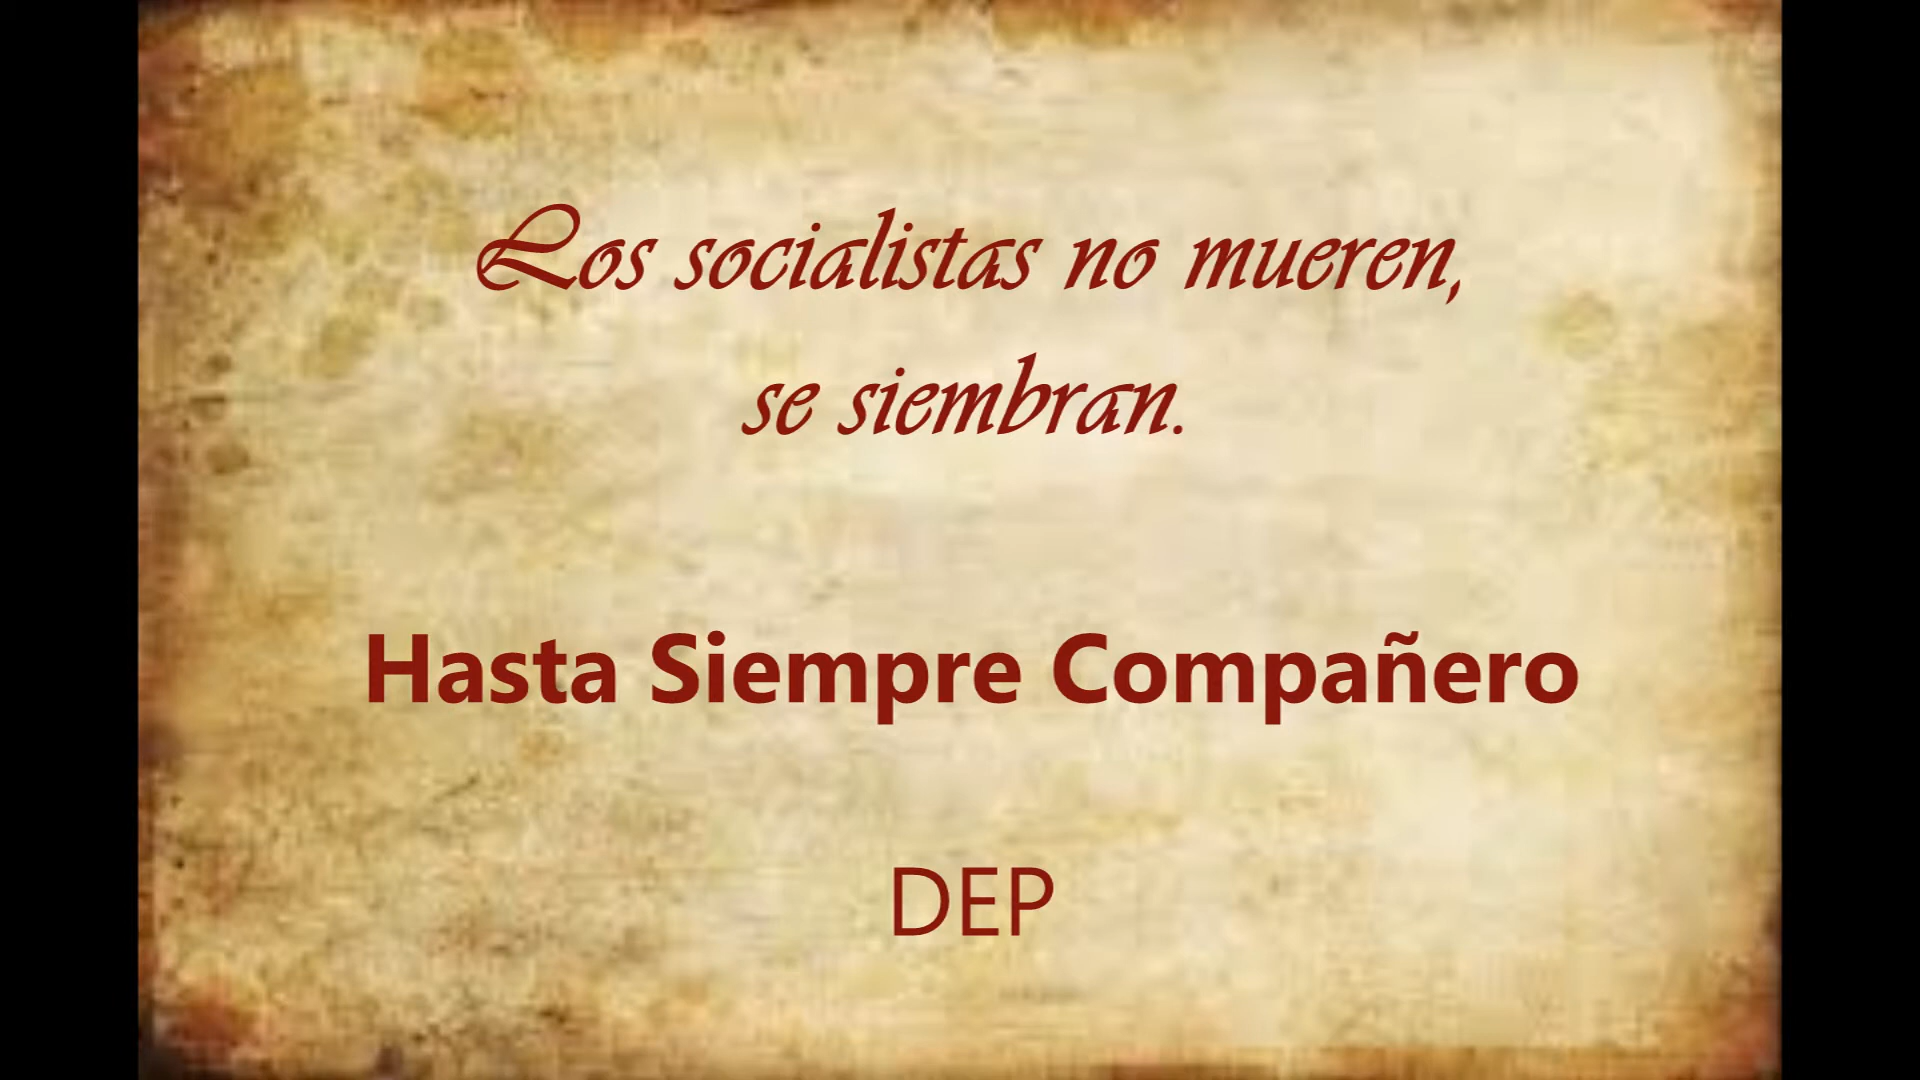 Los socialistas no mueren,
se siembran.
Hasta Siempre Compañero
DEP